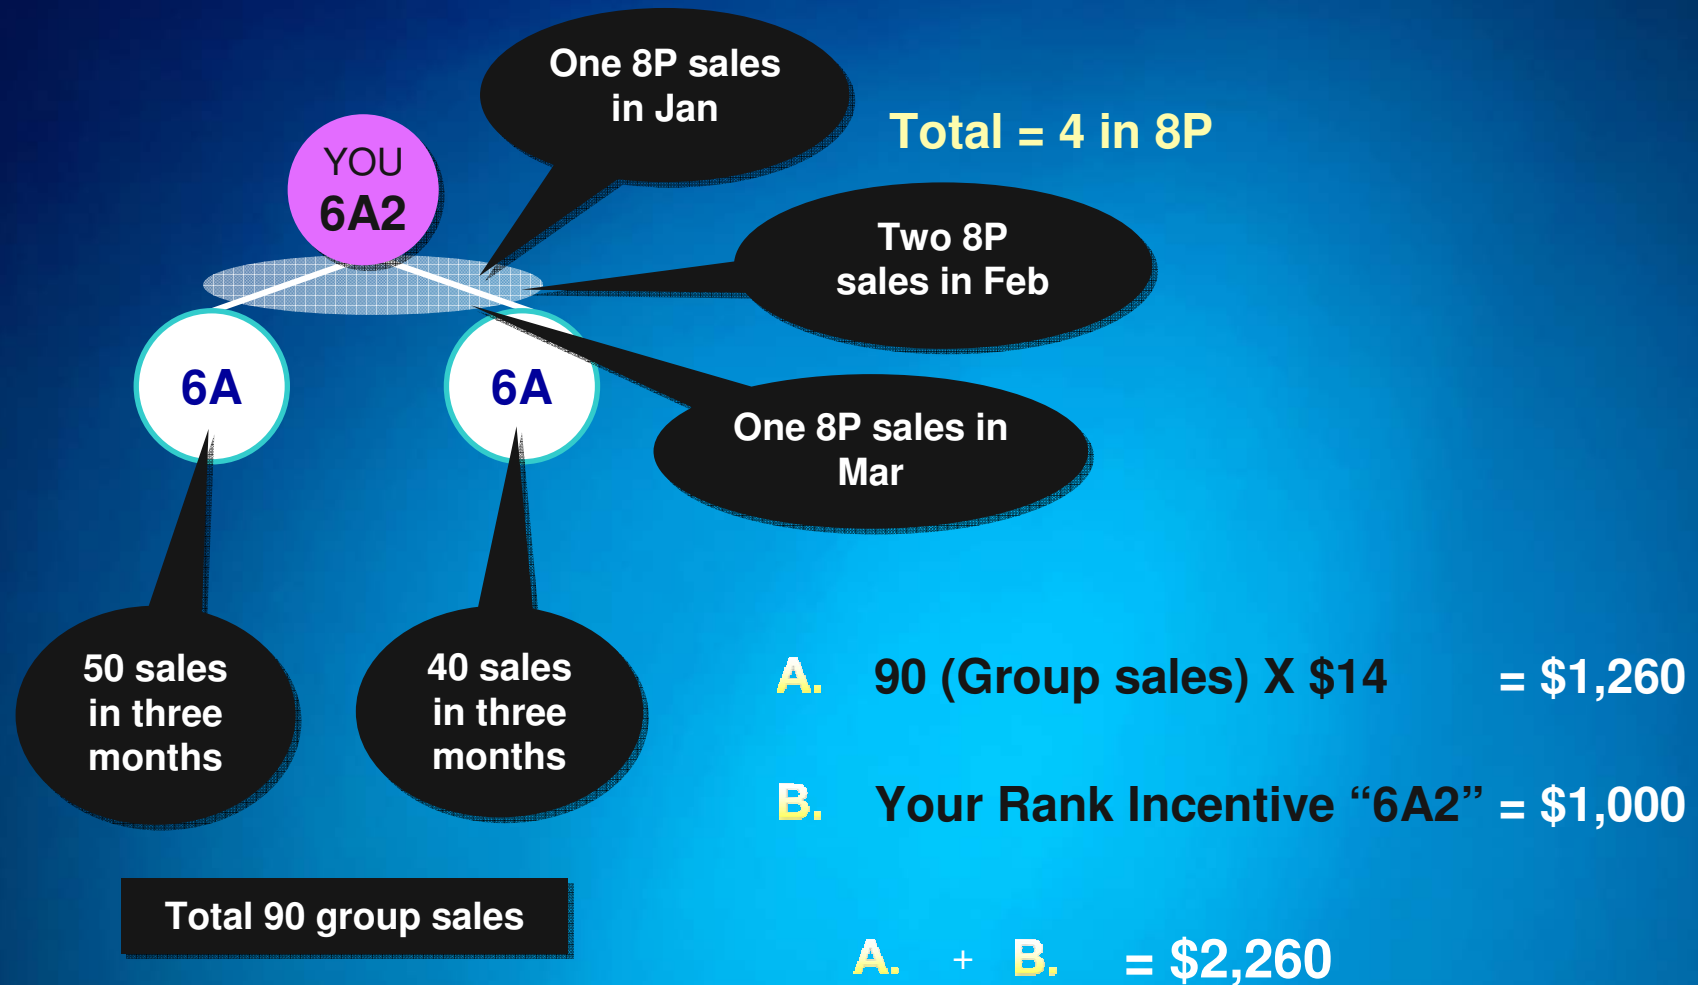 One 8P sales
in Jan
Total = 4 in 8P
YOU
6A2
Two 8P
sales in Feb
6A
6A
One 8P sales in
Mar
50 sales
in three
months
40 sales
in three
months
A. 90 (Group sales) X $14 = $1,260
B. Your Rank Incentive “6A2” = $1,000
Total 90 group sales
A. + B. = $2,260